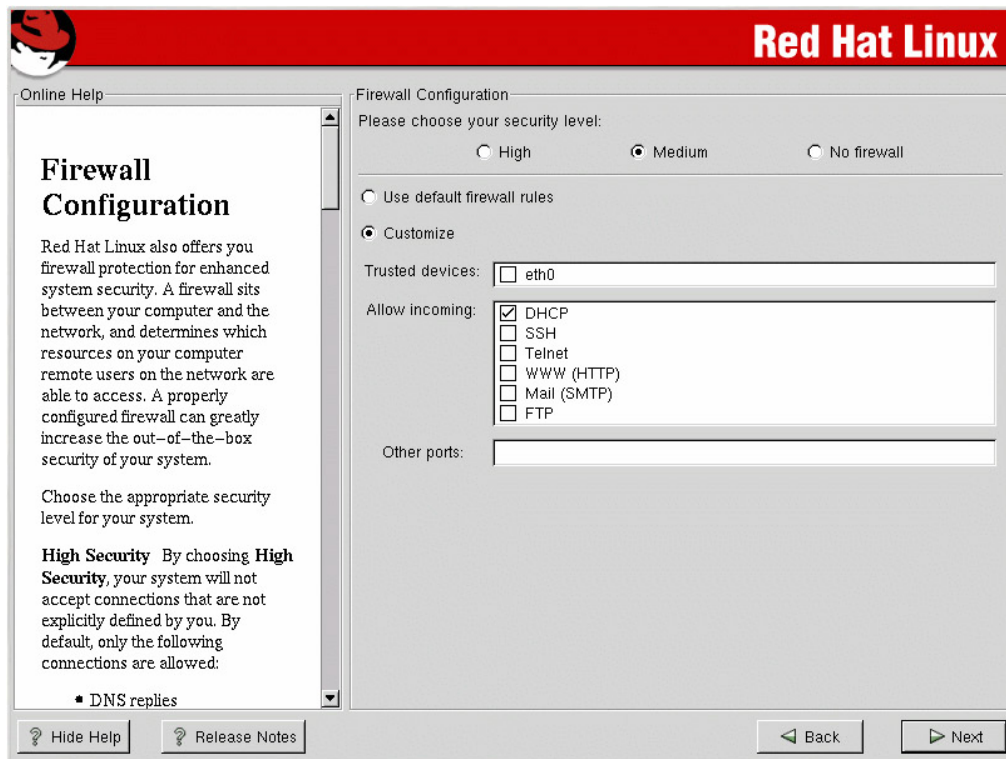 Red Hat Linux
Online Help
Firewall
Configuration
Red Hat Linux also offers you
firewall protection for enhanced
system security. A firewall sits
between your computer and the
network, and determines which
resources on your computer
remote users on the network are
able to access. A properly
configured firewall can greatly
increase the out-of-the-box
security of your system.
Choose the appropriate security
level for your system.
High Security By choosing High
Security, your system will not
accept connections that are not
explicitly defined by you. By
default, only the following
connections are allowed:
• DNS replies
Firewall Configuration
Please choose your security level:
High Medium No firewall
Use default firewall rules
Customize
Trusted devices: eth0
Allow incoming: DHCP
SSH
Telnet
WWW (HTTP)
Mail (SMTP)
FTP
Other ports:
? Hide Help ? Release Notes Back Next